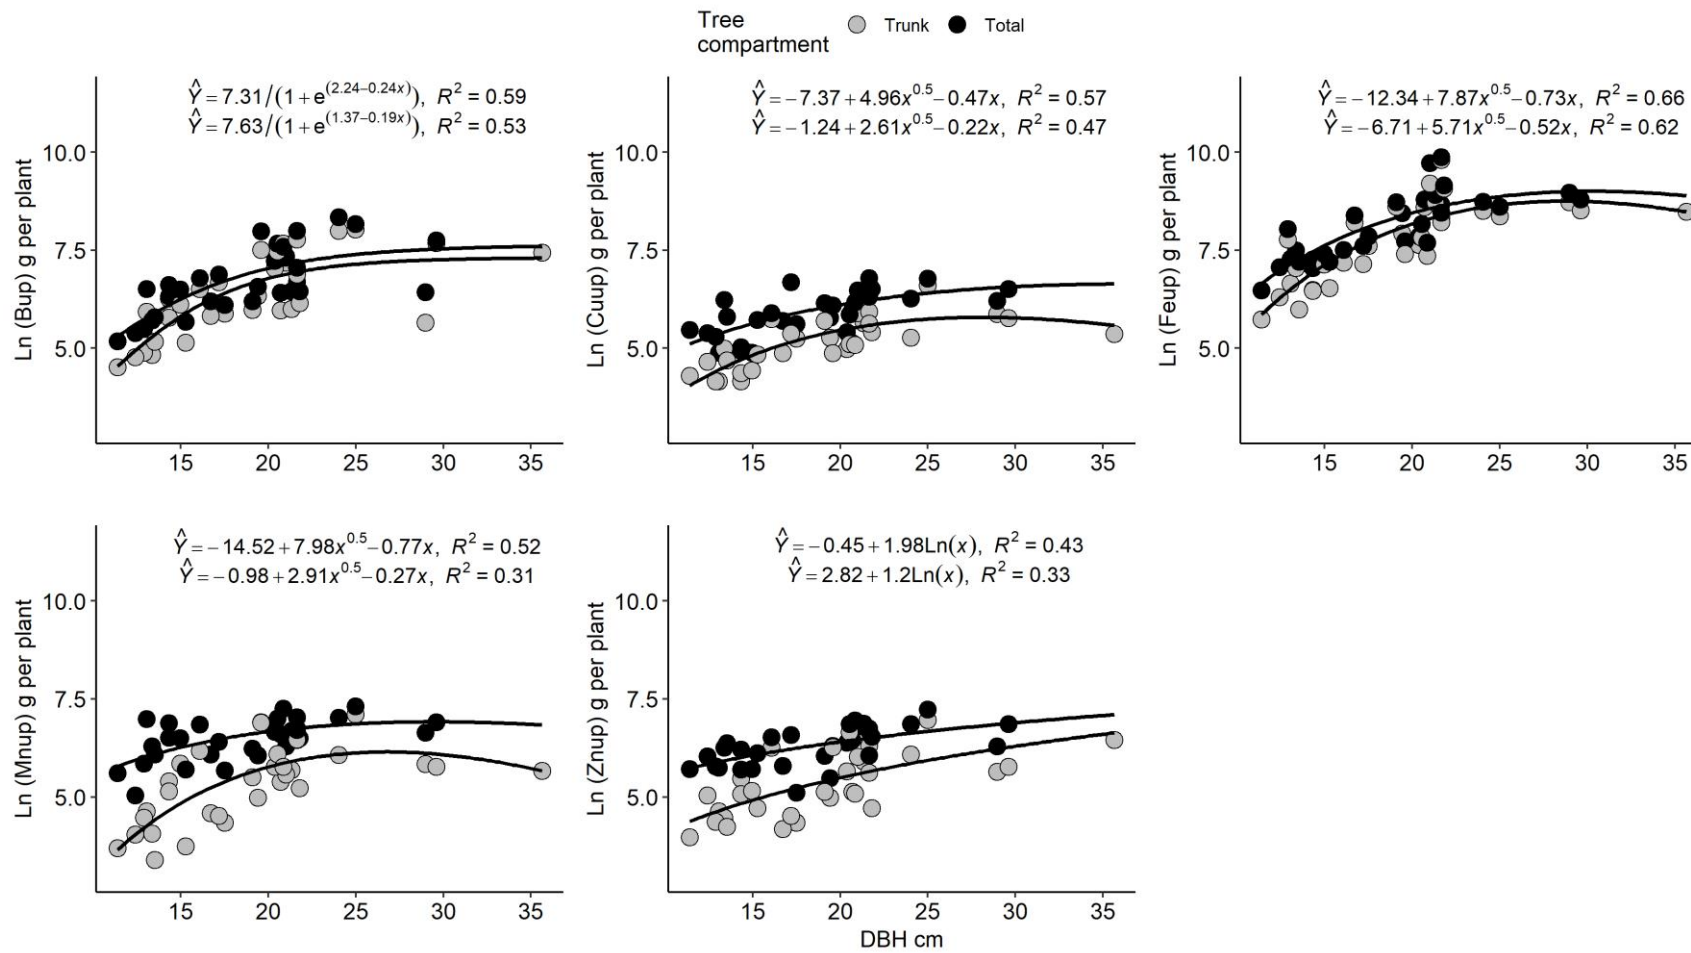 Tree
compartment
Trunk
Total
Ŷ = 7.31/(1 + e^(2.24−0.24x)), R² = 0.59
Ŷ = 7.63/(1 + e^(1.37−0.19x)), R² = 0.53
Ln (Bup) g per plant
10.0
7.5
5.0
15 20 25 30 35
Ŷ = −7.37 + 4.96x^0.5 − 0.47x, R² = 0.57
Ŷ = −1.24 + 2.61x^0.5 − 0.22x, R² = 0.47
Ln (Cuup) g per plant
10.0
7.5
5.0
15 20 25 30 35
Ŷ = −12.34 + 7.87x^0.5 − 0.73x, R² = 0.66
Ŷ = −6.71 + 5.71x^0.5 − 0.52x, R² = 0.62
Ln (Feup) g per plant
10.0
7.5
5.0
15 20 25 30 35
Ŷ = −14.52 + 7.98x^0.5 − 0.77x, R² = 0.52
Ŷ = −0.98 + 2.91x^0.5 − 0.27x, R² = 0.31
Ln (Mnup) g per plant
10.0
7.5
5.0
15 20 25 30 35
Ŷ = −0.45 + 1.98Ln(x), R² = 0.43
Ŷ = 2.82 + 1.2Ln(x), R² = 0.33
Ln (Znup) g per plant
10.0
7.5
5.0
15 20 25 30 35
DBH cm